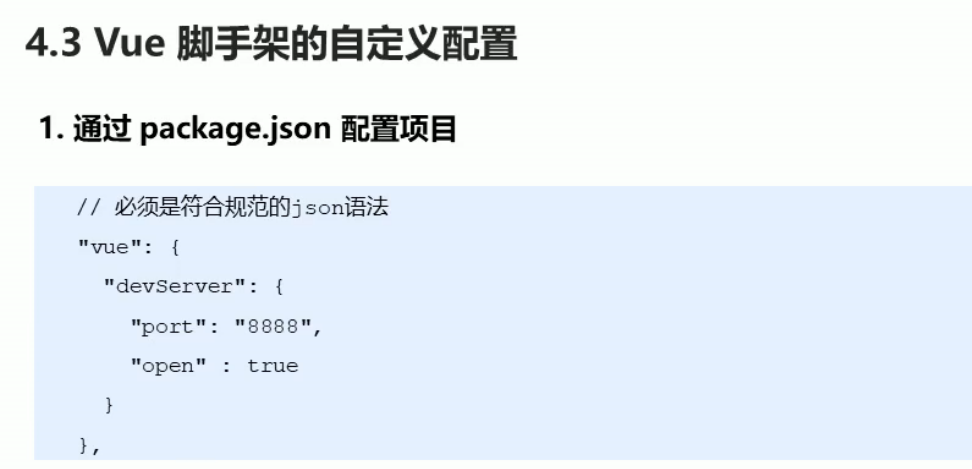 4.3 Vue 脚手架的自定义配置
1. 通过 package.json 配置项目
// 必须是符合规范的json语法
"vue": {
"devServer": {
"port": "8888",
"open" : true
}
},